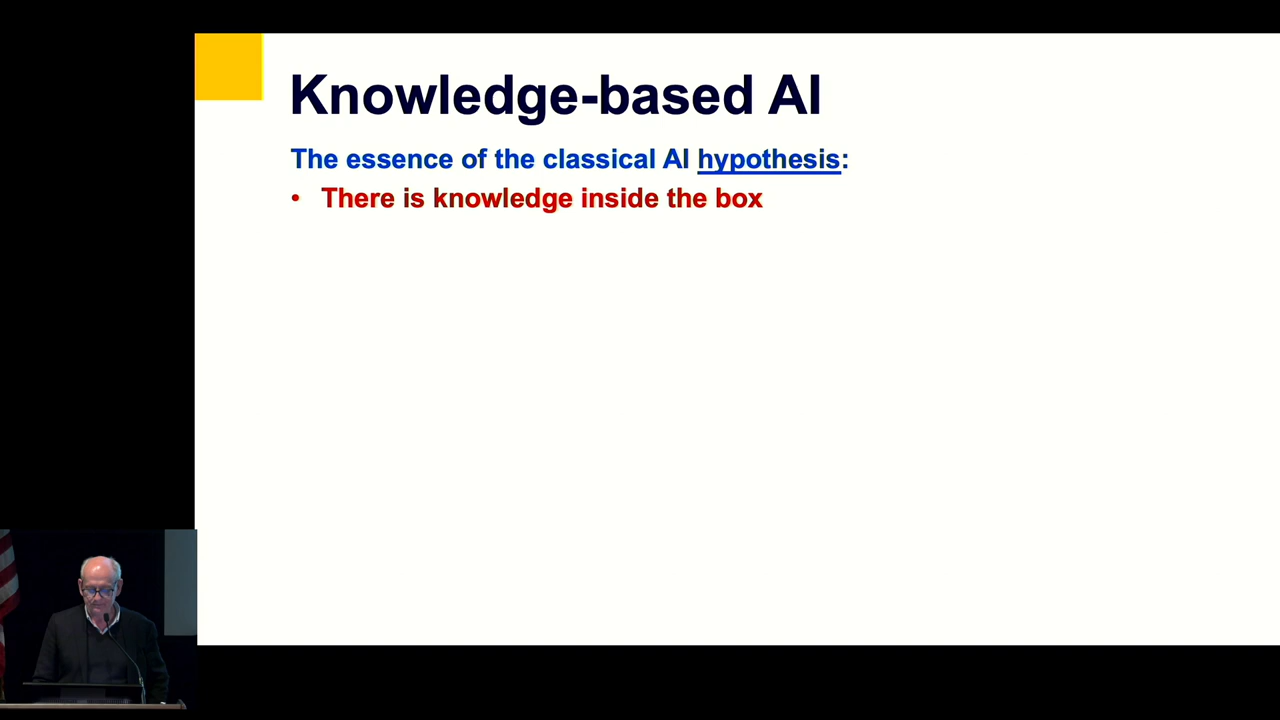 Knowledge-based AI
The essence of the classical AI hypothesis:
• There is knowledge inside the box